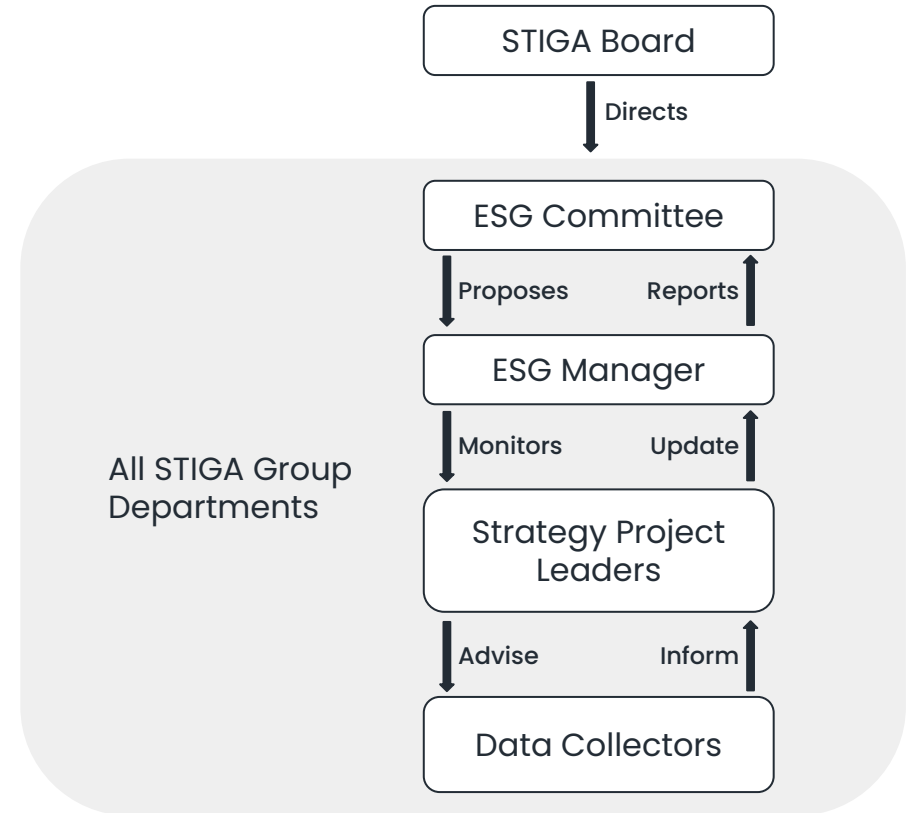 STIGA Board
Directs
ESG Committee
Proposes
Reports
ESG Manager
Monitors
Update
All STIGA Group
Departments
Strategy Project
Leaders
Advise
Inform
Data Collectors